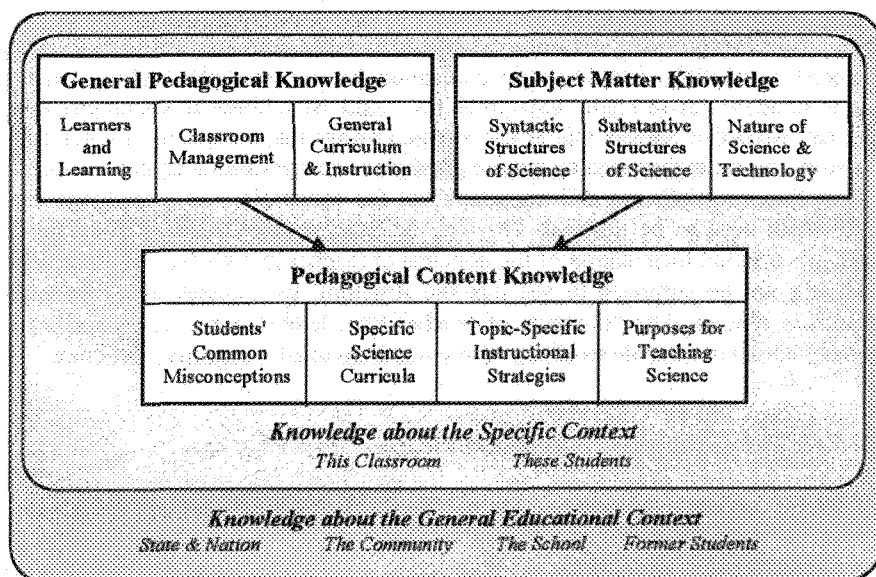 General Pedagogical Knowledge
Learners
and
Learning
Classroom
Management
General
Curriculum
& Instruction
Subject Matter Knowledge
Syntactic
Structures
of Science
Substantive
Structures
of Science
Nature of
Science &
Technology
Pedagogical Content Knowledge
Students'
Common
Misconceptions
Specific
Science
Curricula
Topic-Specific
Instructional
Strategies
Purposes for
Teaching
Science
Knowledge about the Specific Context
This Classroom These Students
Knowledge about the General Educational Context
State & Nation The Community The School Former Students